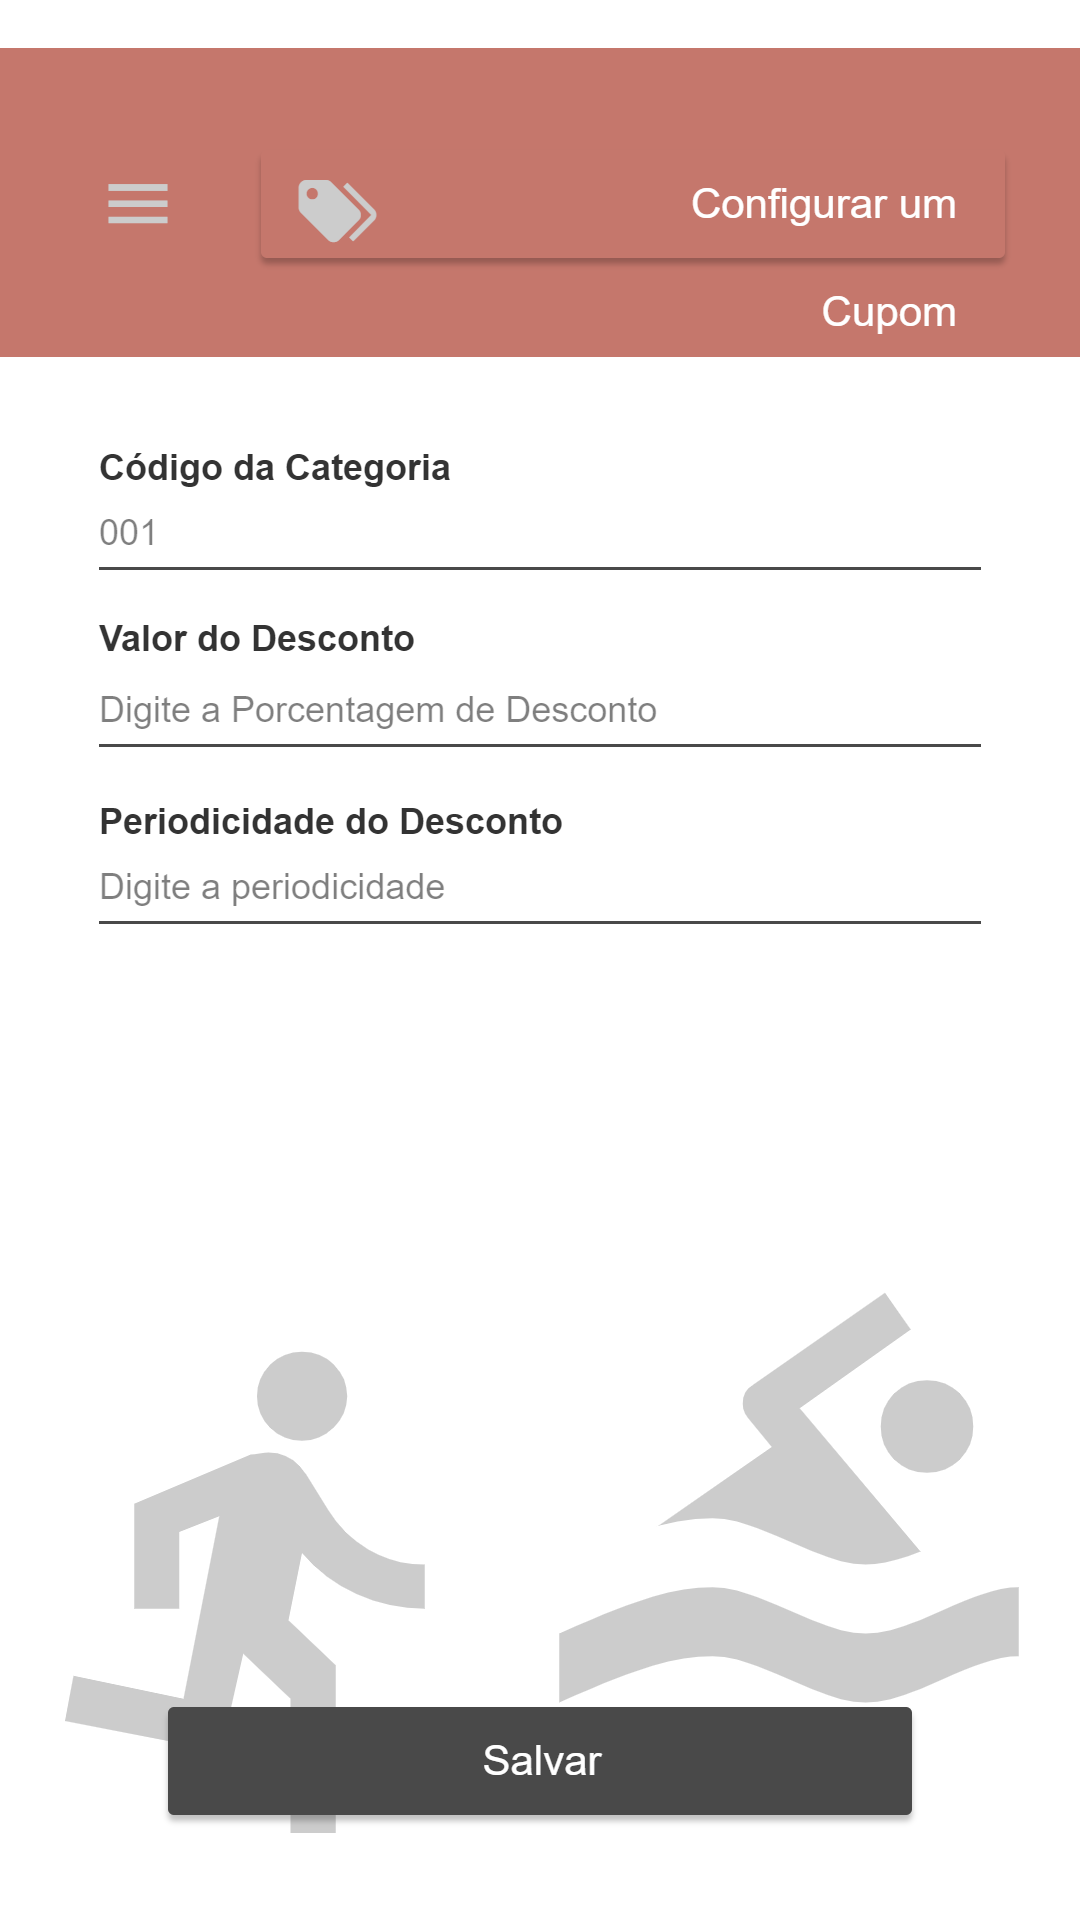 Configurar um
Cupom
Código da Categoria
001
Valor do Desconto
Digite a Porcentagem de Desconto
Periodicidade do Desconto
Digite a periodicidade
Salvar